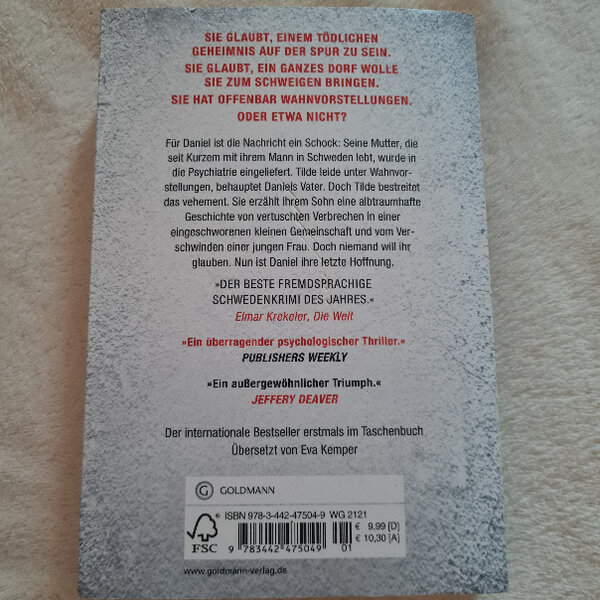 SIE GLAUBT, EINEM TÖDLICHEN
GEHEIMNIS AUF DER SPUR ZU SEIN.
SIE GLAUBT, EIN GANZES DORF WOLLE
SIE ZUM SCHWEIGEN BRINGEN.
SIE HAT OFFENBAR WAHNVORSTELLUNGEN.
ODER ETWA NICHT?
Für Daniel ist die Nachricht ein Schock: Seine Mutter, die
seit Kurzem mit ihrem Mann in Schweden lebt, wurde in
die Psychiatrie eingeliefert. Tilde leide unter Wahnvor-
stellungen, behauptet Daniels Vater. Doch Tilde bestreitet
das vehement. Sie erzählt ihrem Sohn eine albtraumhafte
Geschichte von vertuschten Verbrechen in einer
eingeschworenen kleinen Gemeinschaft und vom Ver-
schwinden einer jungen Frau. Doch niemand will ihr
glauben. Nun ist Daniel ihre letzte Hoffnung.
»DER BESTE FREMDSPRACHIGE
SCHWEDENKRIMI DES JAHRES.«
Elmar Krekeler, Die Welt
»Ein überragender psychologischer Thriller.«
PUBLISHERS WEEKLY
»Ein außergewöhnlicher Triumph.«
JEFFERY DEAVER
Der internationale Bestseller erstmals im Taschenbuch
Übersetzt von Eva Kemper
G GOLDMANN
ISBN 978-3-442-47504-9 WG 2121
€ 9,99 [D]
€ 10,30 [A]
FSC
9 783442 475049 01
www.goldmann-verlag.de